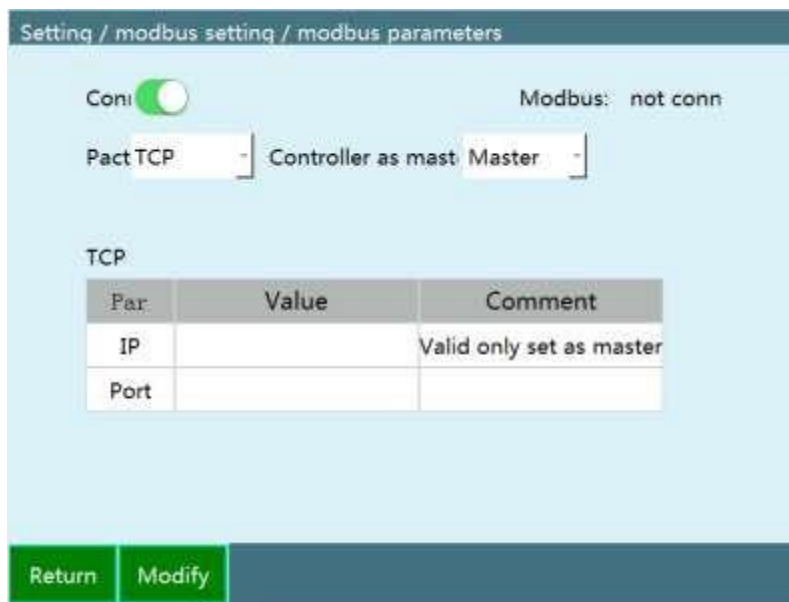 Setting / modbus setting / modbus parameters
Conn Modbus: not conn
Pact TCP Controller as mast Master
TCP
Par Value Comment
IP Valid only set as master
Port
Return Modify